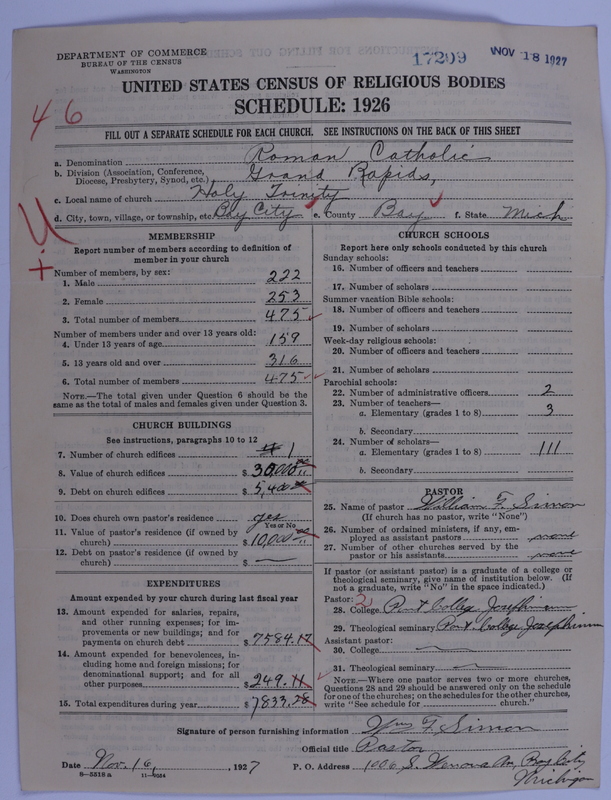 DEPARTMENT OF COMMERCE
BUREAU OF THE CENSUS
WASHINGTON
17209
NOV 18 1927
UNITED STATES CENSUS OF RELIGIOUS BODIES
SCHEDULE: 1926
46
FILL OUT A SEPARATE SCHEDULE FOR EACH CHURCH. SEE INSTRUCTIONS ON THE BACK OF THIS SHEET
a. Denomination Roman Catholic
b. Division (Association, Conference, Diocese, Presbytery, Synod, etc.) Grand Rapids,
c. Local name of church Holy Trinity
d. City, town, village, or township, etc. Bay City e. County Bay f. State Mich
MEMBERSHIP
Report number of members according to definition of
member in your church
Number of members, by sex:
1. Male 222
2. Female 253
3. Total number of members 475
Number of members under and over 13 years old:
4. Under 13 years of age 159
5. 13 years old and over 316
6. Total number of members 475
NOTE.—The total given under Question 6 should be
same as the total of males and females given under Question 3.
CHURCH BUILDINGS
See instructions, paragraphs 10 to 12
7. Number of church edifices 1
8. Value of church edifices $ 30,000
9. Debt on church edifices $ 5,400
10. Does church own pastor's residence yes
Yes or No
11. Value of pastor's residence (if owned by
church) $ 10,000
12. Debt on pastor's residence (if owned by
church) $ —
EXPENDITURES
Amount expended by your church during last fiscal year
13. Amount expended for salaries, repairs,
and other running expenses; for im-
provements or new buildings; and for
payments on church debt $ 7584.17
14. Amount expended for benevolences, in-
cluding home and foreign missions; for
denominational support; and for all
other purposes $ 249.11
15. Total expenditures during year $ 7833.28
CHURCH SCHOOLS
Report here only schools conducted by this church
Sunday schools:
16. Number of officers and teachers
17. Number of scholars
Summer vacation Bible schools:
18. Number of officers and teachers
19. Number of scholars
Week-day religious schools:
20. Number of officers and teachers
21. Number of scholars
Parochial schools:
22. Number of administrative officers 2
23. Number of teachers—
a. Elementary (grades 1 to 8) 3
b. Secondary
24. Number of scholars—
a. Elementary (grades 1 to 8) 111
b. Secondary
PASTOR
25. Name of pastor William F. Simon
(If church has no pastor, write "None")
26. Number of ordained ministers, if any, em-
ployed as assistant pastors none
27. Number of other churches served by the
pastor or his assistants none
If pastor (or assistant pastor) is a graduate of a college or
theological seminary, give name of institution below. (If
not a graduate, write "No" in the space indicated.)
Pastor: 2
28. College Pont College Josephinum
29. Theological seminary Pont College Josephinum
Assistant pastor:
30. College
31. Theological seminary
NOTE.—Where one pastor serves two or more churches,
Questions 28 and 29 should be answered only on the schedule
for one of the churches; on the schedules for the other churches,
write "See schedule for church."
Signature of person furnishing information Wm F. Simon
Official title Pastor
Date Nov. 16, 1927 P. O. Address 1006 S. Wenona Av, Bay City
Michigan
8—5518 a